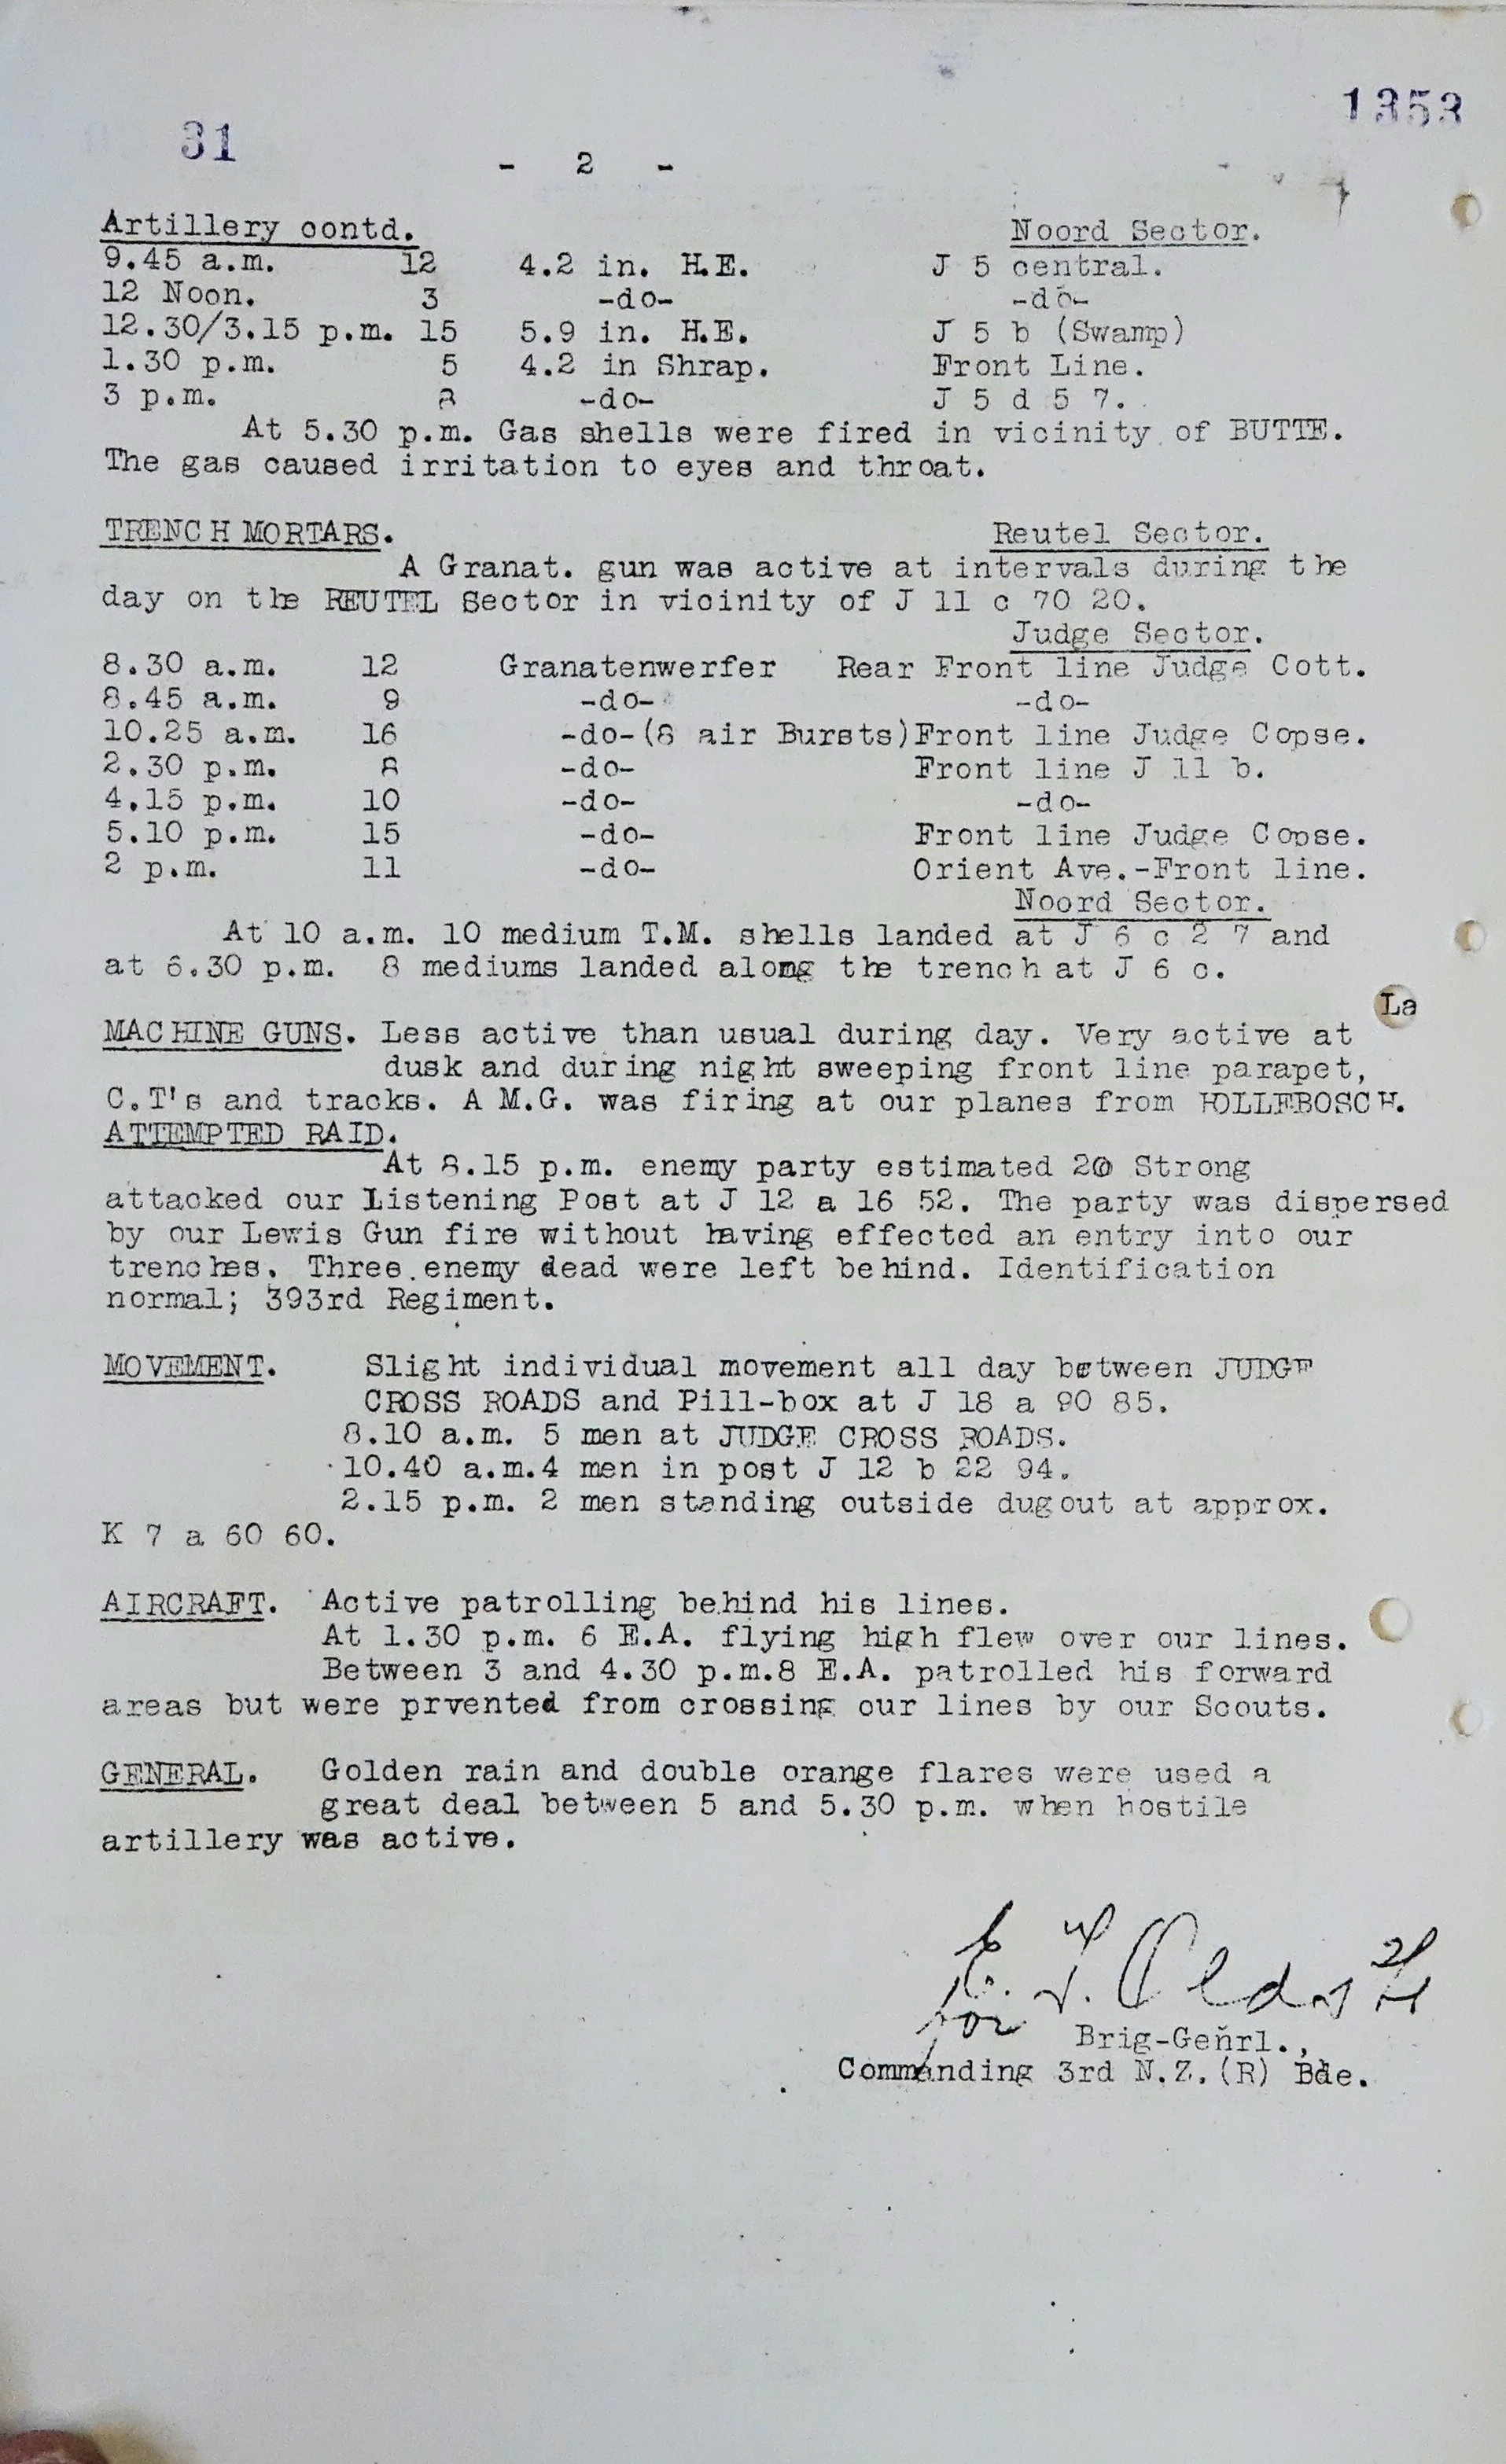 31
1353
- 2 -
Artillery contd. Noord Sector.
9.45 a.m. 12 4.2 in. H.E. J 5 central.
12 Noon. 3 -do- -do-
12.30/3.15 p.m. 15 5.9 in. H.E. J 5 b (Swamp)
1.30 p.m. 5 4.2 in Shrap. Front Line.
3 p.m. 8 -do- J 5 d 5 7.
At 5.30 p.m. Gas shells were fired in vicinity of BUTTE.
The gas caused irritation to eyes and throat.
TRENCH MORTARS. Reutel Sector.
A Granat. gun was active at intervals during the
day on the REUTEL Sector in vicinity of J 11 c 70 20.
Judge Sector.
8.30 a.m. 12 Granatenwerfer Rear Front line Judge Cott.
8.45 a.m. 9 -do- -do-
10.25 a.m. 16 -do-(8 air Bursts)Front line Judge Copse.
2.30 p.m. 8 -do- Front line J 11 b.
4.15 p.m. 10 -do- -do-
5.10 p.m. 15 -do- Front line Judge Copse.
2 p.m. 11 -do- Orient Ave.-Front line.
Noord Sector.
At 10 a.m. 10 medium T.M. shells landed at J 6 c 2 7 and
at 6.30 p.m. 8 mediums landed along the trench at J 6 c.
La
MACHINE GUNS. Less active than usual during day. Very active at
dusk and during night sweeping front line parapet,
C.T's and tracks. A M.G. was firing at our planes from HOLLEBOSCH.
ATTEMPTED RAID.
At 8.15 p.m. enemy party estimated 20 Strong
attacked our Listening Post at J 12 a 16 52. The party was dispersed
by our Lewis Gun fire without having effected an entry into our
trenches. Three enemy dead were left behind. Identification
normal; 393rd Regiment.
MOVEMENT. Slight individual movement all day between JUDGE
CROSS ROADS and Pill-box at J 18 a 90 85.
8.10 a.m. 5 men at JUDGE CROSS ROADS.
10.40 a.m.4 men in post J 12 b 22 94.
2.15 p.m. 2 men standing outside dugout at approx.
K 7 a 60 60.
AIRCRAFT. Active patrolling behind his lines.
At 1.30 p.m. 6 E.A. flying high flew over our lines.
Between 3 and 4.30 p.m.8 E.A. patrolled his forward
areas but were prvented from crossing our lines by our Scouts.
GENERAL. Golden rain and double orange flares were used a
great deal between 5 and 5.30 p.m. when hostile
artillery was active.
for Brig-Genrl.,
Commanding 3rd N.Z.(R) Bde.